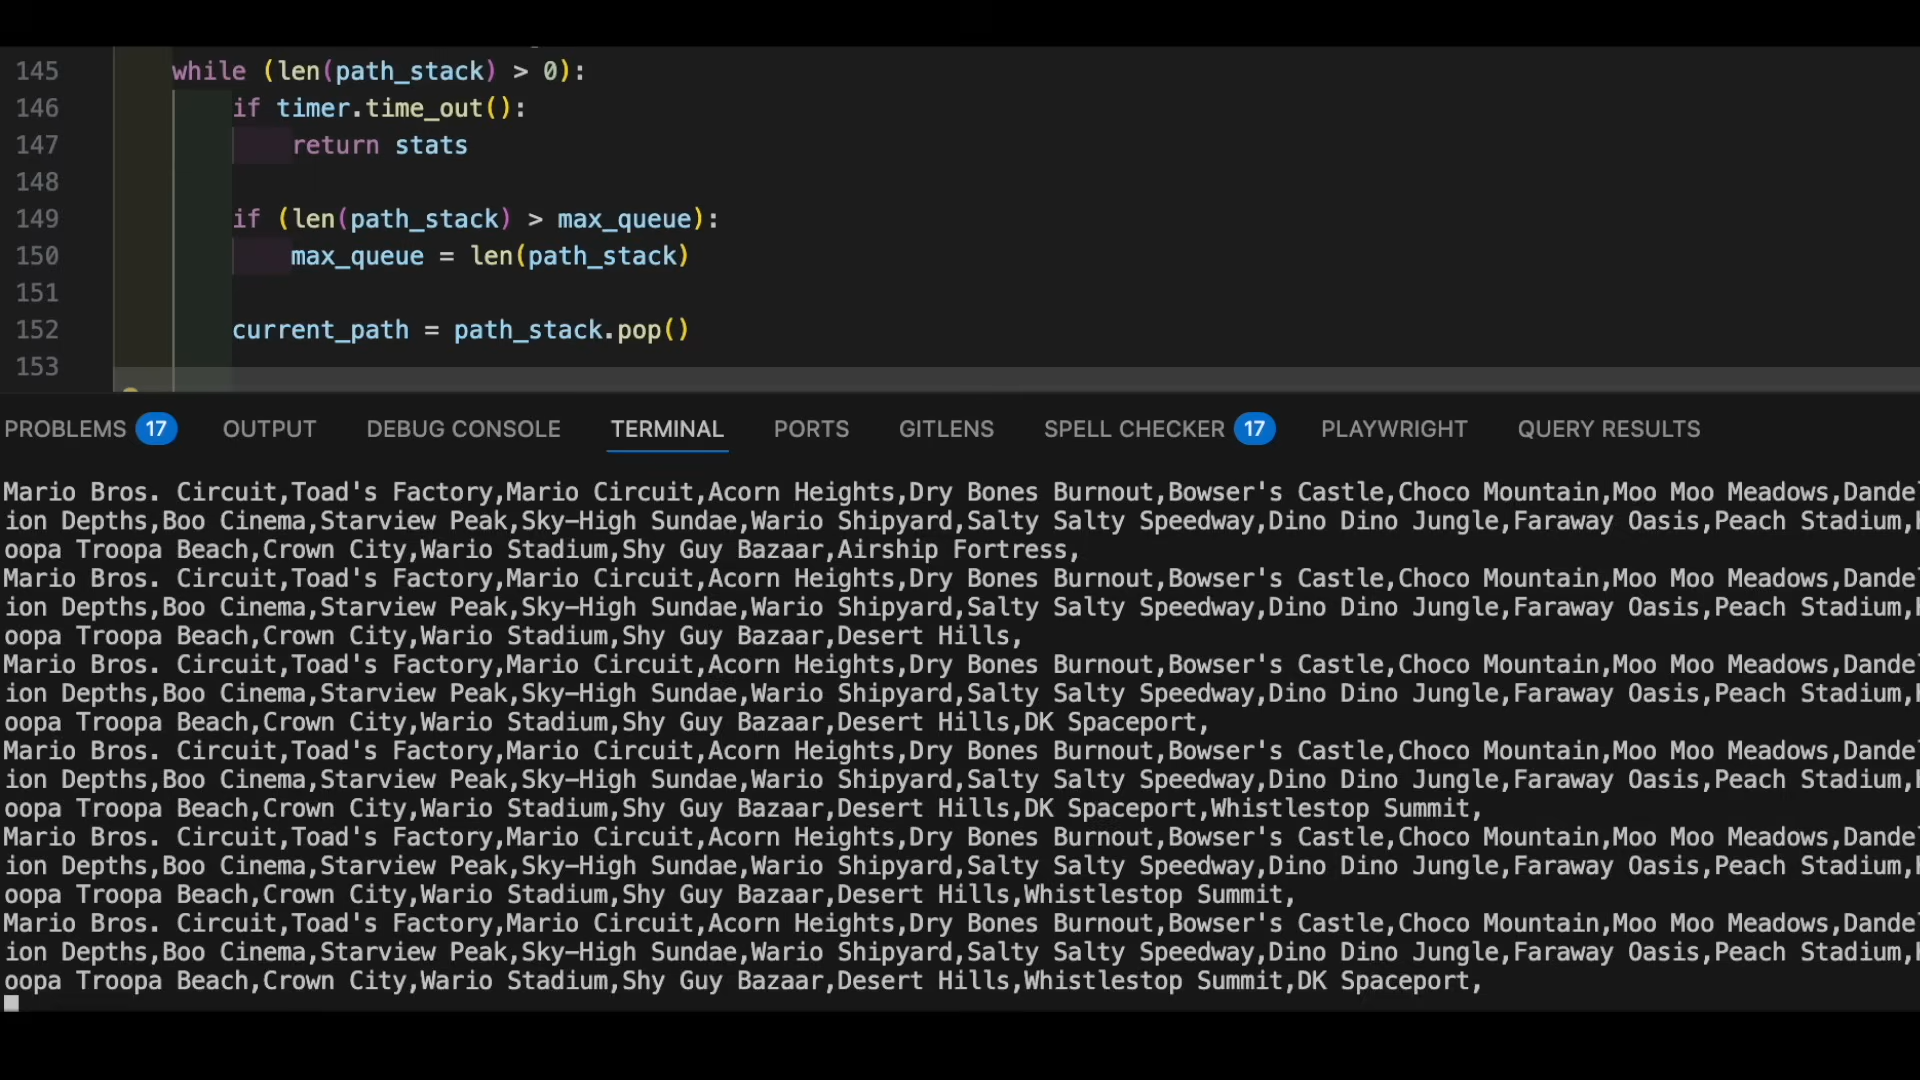 145 while (len(path_stack) > 0):
146 if timer.time_out():
147 return stats
148
149 if (len(path_stack) > max_queue):
150 max_queue = len(path_stack)
151
152 current_path = path_stack.pop()
153
PROBLEMS 17 OUTPUT DEBUG CONSOLE TERMINAL PORTS GITLENS SPELL CHECKER 17 PLAYWRIGHT QUERY RESULTS
Mario Bros. Circuit,Toad's Factory,Mario Circuit,Acorn Heights,Dry Bones Burnout,Bowser's Castle,Choco Mountain,Moo Moo Meadows,Dandel
ion Depths,Boo Cinema,Starview Peak,Sky-High Sundae,Wario Shipyard,Salty Salty Speedway,Dino Dino Jungle,Faraway Oasis,Peach Stadium,K
oopa Troopa Beach,Crown City,Wario Stadium,Shy Guy Bazaar,Airship Fortress,
Mario Bros. Circuit,Toad's Factory,Mario Circuit,Acorn Heights,Dry Bones Burnout,Bowser's Castle,Choco Mountain,Moo Moo Meadows,Dandel
ion Depths,Boo Cinema,Starview Peak,Sky-High Sundae,Wario Shipyard,Salty Salty Speedway,Dino Dino Jungle,Faraway Oasis,Peach Stadium,K
oopa Troopa Beach,Crown City,Wario Stadium,Shy Guy Bazaar,Desert Hills,
Mario Bros. Circuit,Toad's Factory,Mario Circuit,Acorn Heights,Dry Bones Burnout,Bowser's Castle,Choco Mountain,Moo Moo Meadows,Dandel
ion Depths,Boo Cinema,Starview Peak,Sky-High Sundae,Wario Shipyard,Salty Salty Speedway,Dino Dino Jungle,Faraway Oasis,Peach Stadium,K
oopa Troopa Beach,Crown City,Wario Stadium,Shy Guy Bazaar,Desert Hills,DK Spaceport,
Mario Bros. Circuit,Toad's Factory,Mario Circuit,Acorn Heights,Dry Bones Burnout,Bowser's Castle,Choco Mountain,Moo Moo Meadows,Dandel
ion Depths,Boo Cinema,Starview Peak,Sky-High Sundae,Wario Shipyard,Salty Salty Speedway,Dino Dino Jungle,Faraway Oasis,Peach Stadium,K
oopa Troopa Beach,Crown City,Wario Stadium,Shy Guy Bazaar,Desert Hills,DK Spaceport,Whistlestop Summit,
Mario Bros. Circuit,Toad's Factory,Mario Circuit,Acorn Heights,Dry Bones Burnout,Bowser's Castle,Choco Mountain,Moo Moo Meadows,Dandel
ion Depths,Boo Cinema,Starview Peak,Sky-High Sundae,Wario Shipyard,Salty Salty Speedway,Dino Dino Jungle,Faraway Oasis,Peach Stadium,K
oopa Troopa Beach,Crown City,Wario Stadium,Shy Guy Bazaar,Desert Hills,Whistlestop Summit,
Mario Bros. Circuit,Toad's Factory,Mario Circuit,Acorn Heights,Dry Bones Burnout,Bowser's Castle,Choco Mountain,Moo Moo Meadows,Dandel
ion Depths,Boo Cinema,Starview Peak,Sky-High Sundae,Wario Shipyard,Salty Salty Speedway,Dino Dino Jungle,Faraway Oasis,Peach Stadium,K
oopa Troopa Beach,Crown City,Wario Stadium,Shy Guy Bazaar,Desert Hills,Whistlestop Summit,DK Spaceport,